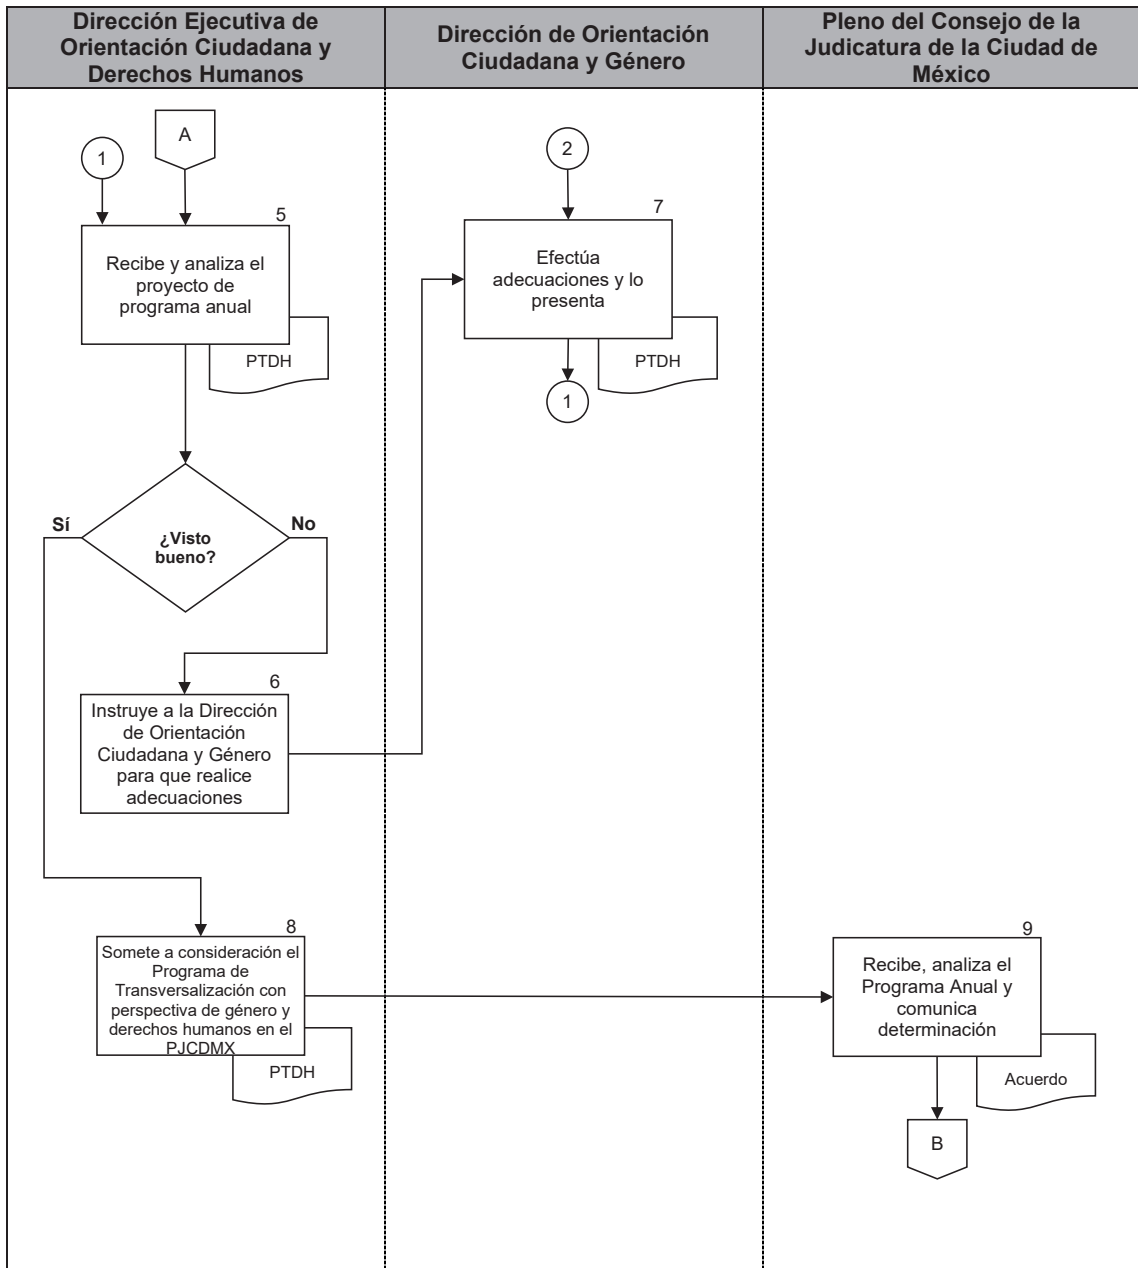 Dirección Ejecutiva de
Orientación Ciudadana y
Derechos Humanos
Dirección de Orientación
Ciudadana y Género
Pleno del Consejo de la
Judicatura de la Ciudad de
México
1
A
5
Recibe y analiza el
proyecto de
programa anual
PTDH
2
7
Efectúa
adecuaciones y lo
presenta
PTDH
1
Sí
¿Visto
bueno?
No
6
Instruye a la Dirección
de Orientación
Ciudadana y Género
para que realice
adecuaciones
8
Somete a consideración el
Programa de
Transversalización con
perspectiva de género y
derechos humanos en el
PJCDMX
PTDH
9
Recibe, analiza el
Programa Anual y
comunica
determinación
Acuerdo
B